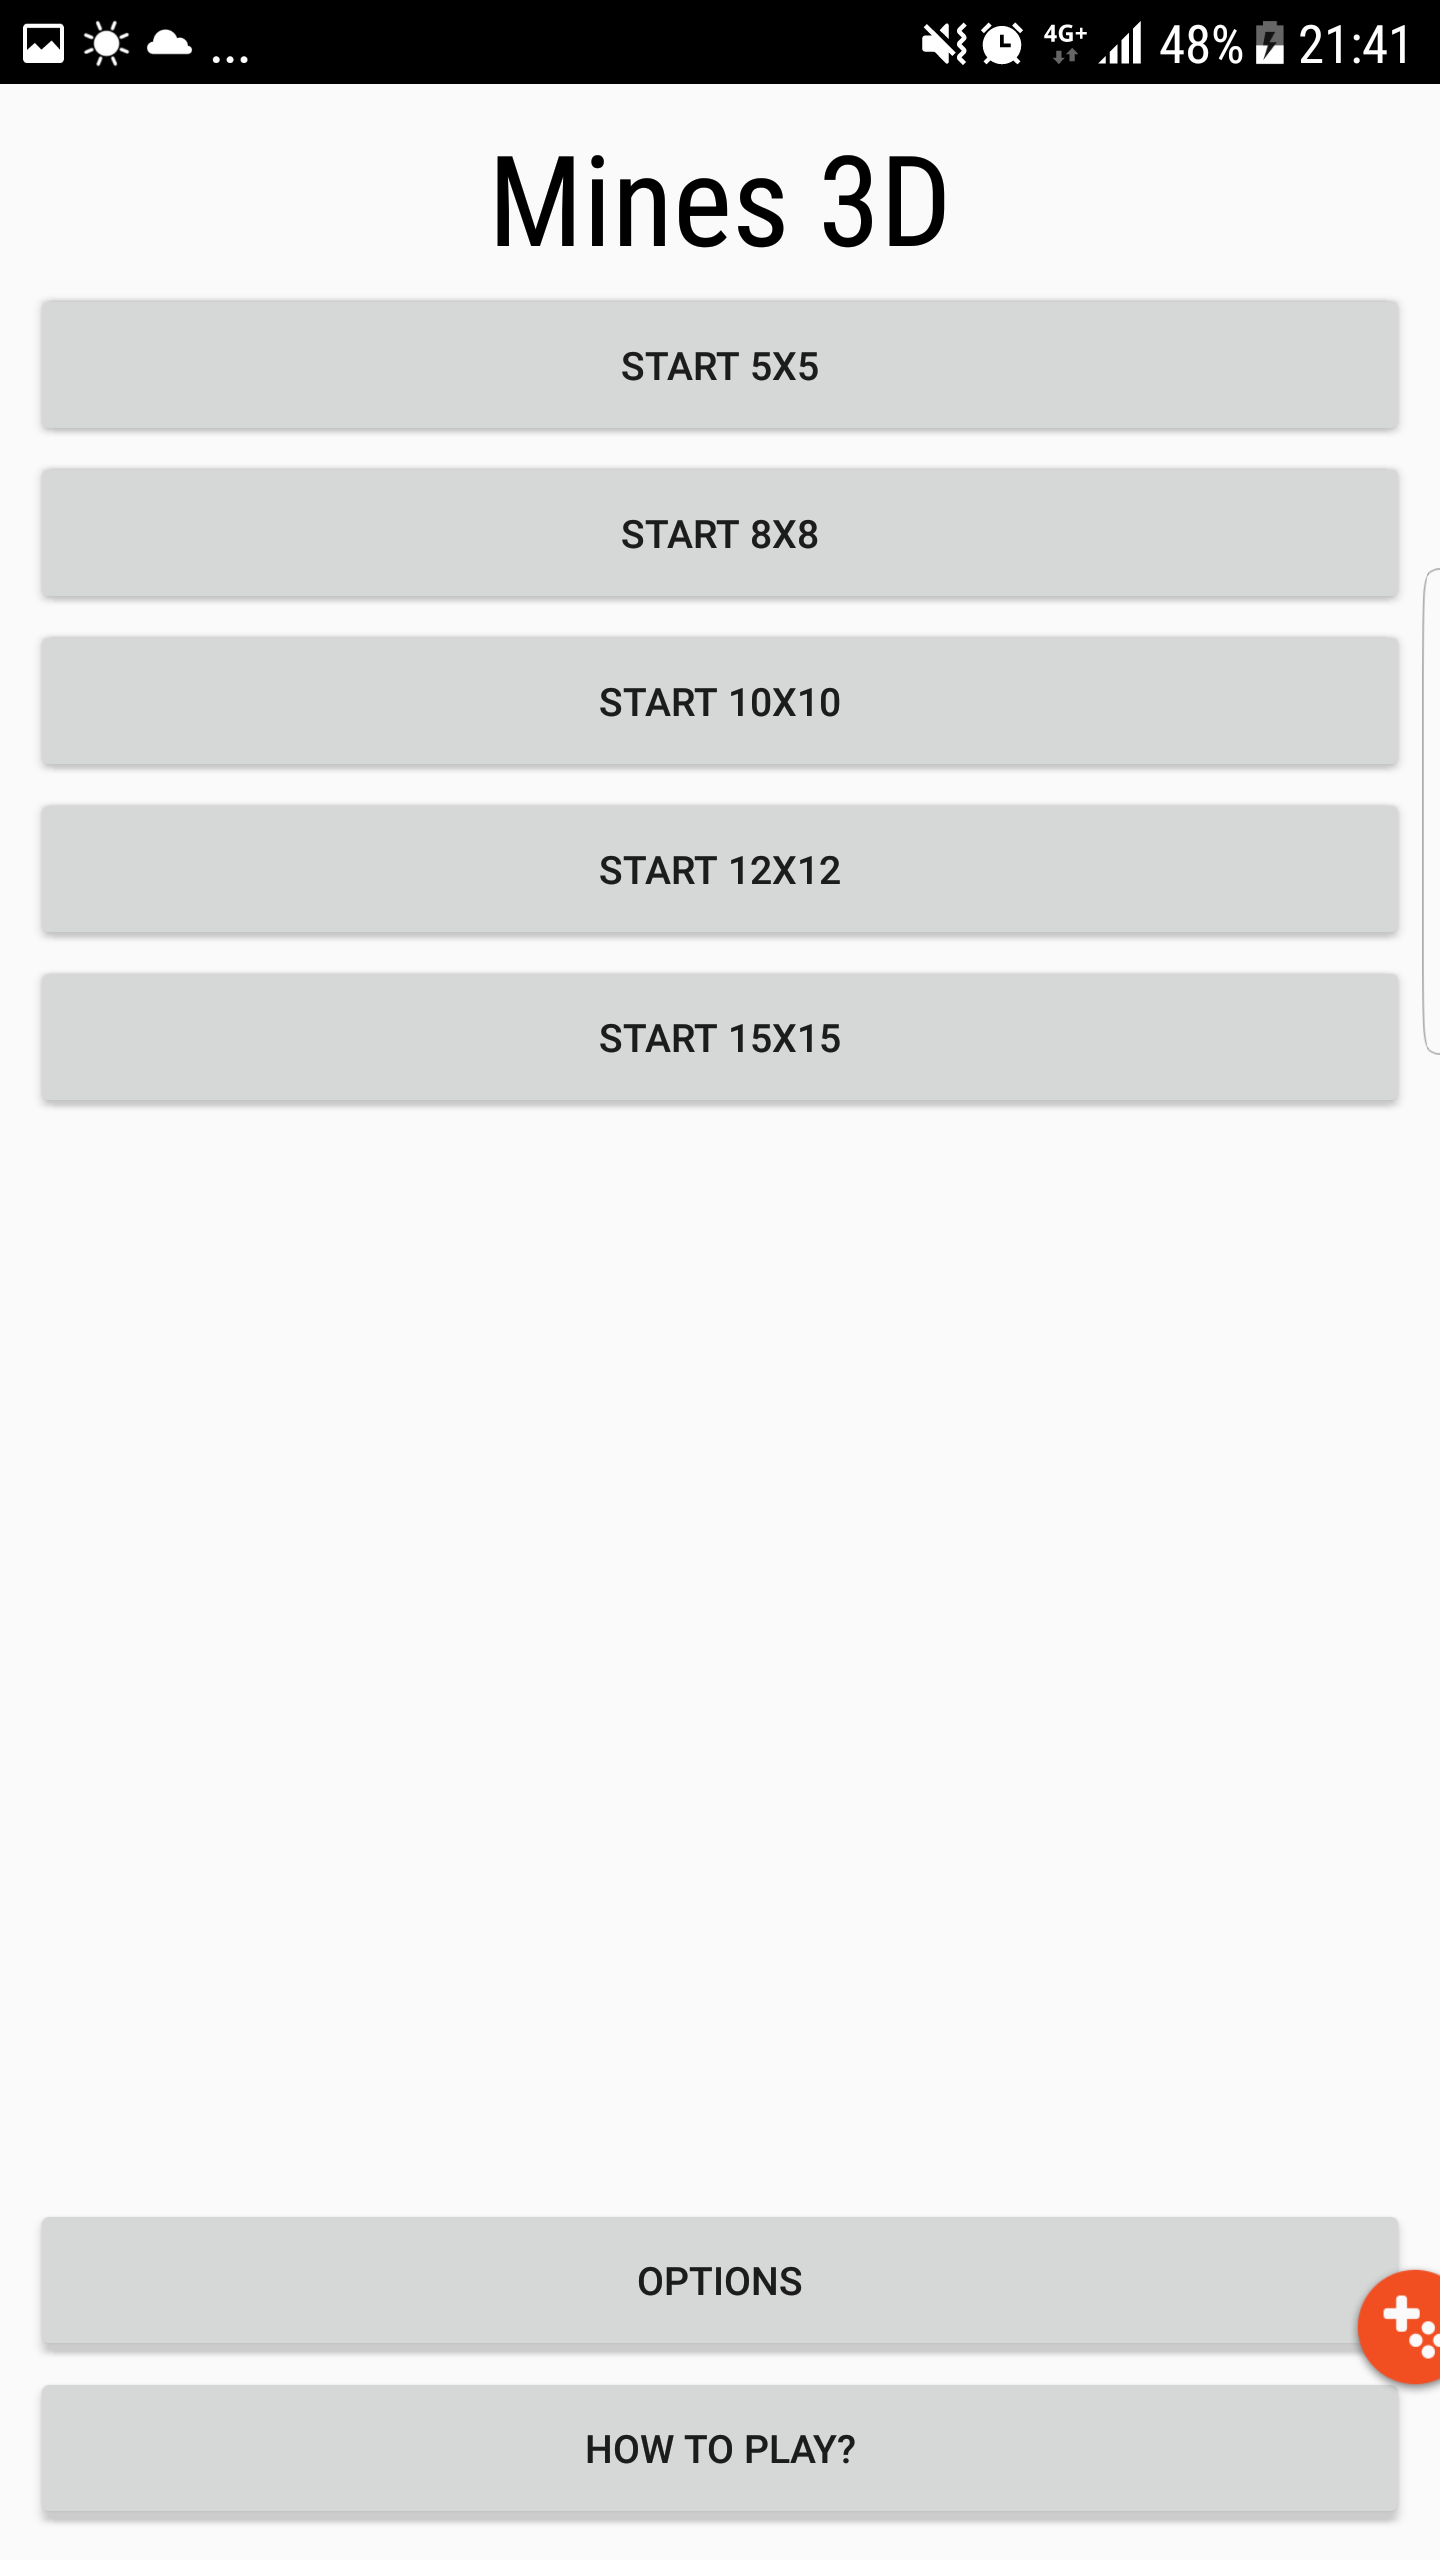 ... 4G+ 48% 21:41
Mines 3D
START 5X5
START 8X8
START 10X10
START 12X12
START 15X15
OPTIONS
HOW TO PLAY?